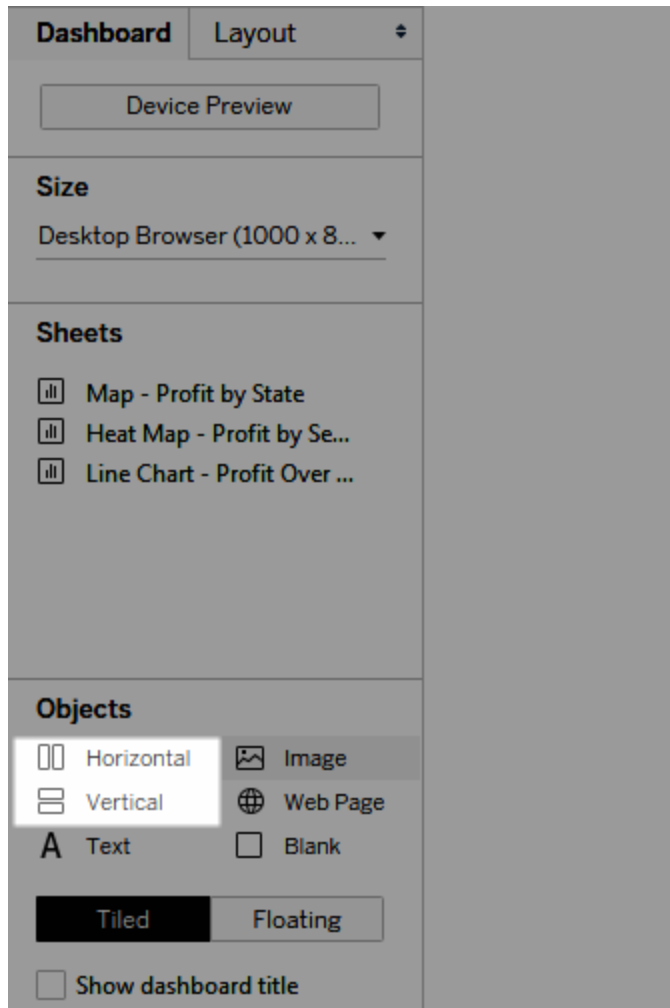 Dashboard Layout
Device Preview
Size
Desktop Browser (1000 x 8...
Sheets
Map - Profit by State
Heat Map - Profit by Se...
Line Chart - Profit Over ...
Objects
Horizontal Image
Vertical Web Page
A Text Blank
Tiled Floating
Show dashboard title